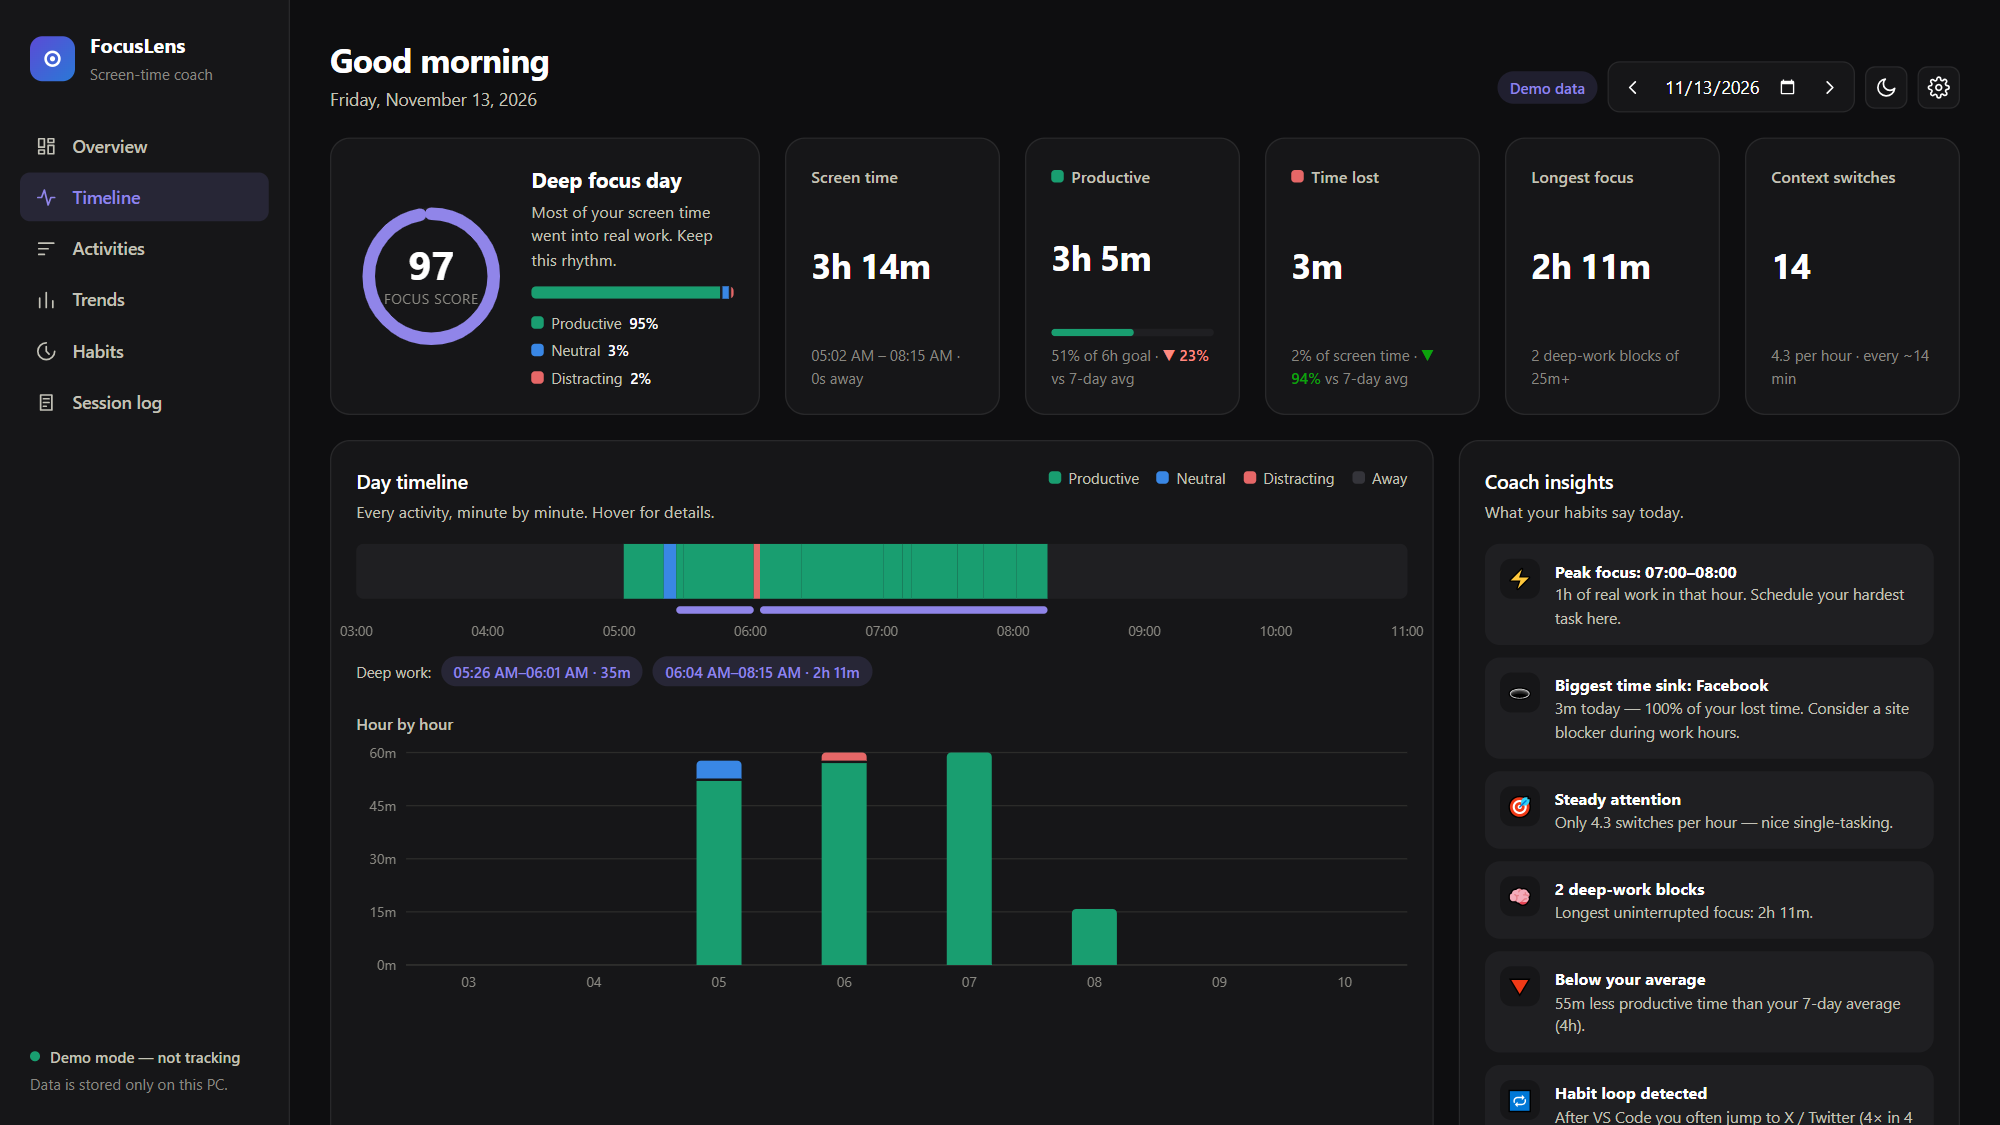 FocusLens
Screen-time coach
Overview
Timeline
Activities
Trends
Habits
Session log
Demo mode — not tracking
Data is stored only on this PC.
Good morning
Friday, November 13, 2026
Demo data
11/13/2026
97
FOCUS SCORE
Deep focus day
Most of your screen time
went into real work. Keep
this rhythm.
Productive 95%
Neutral 3%
Distracting 2%
Screen time
3h 14m
05:02 AM – 08:15 AM ·
0s away
Productive
3h 5m
51% of 6h goal · ▼ 23%
vs 7-day avg
Time lost
3m
2% of screen time · ▼
94% vs 7-day avg
Longest focus
2h 11m
2 deep-work blocks of
25m+
Context switches
14
4.3 per hour · every ~14
min
Day timeline
Every activity, minute by minute. Hover for details.
Productive Neutral Distracting Away
03:00 04:00 05:00 06:00 07:00 08:00 09:00 10:00 11:00
Deep work: 05:26 AM–06:01 AM · 35m 06:04 AM–08:15 AM · 2h 11m
Hour by hour
60m
45m
30m
15m
0m
03 04 05 06 07 08 09 10
Coach insights
What your habits say today.
Peak focus: 07:00–08:00
1h of real work in that hour. Schedule your hardest
task here.
Biggest time sink: Facebook
3m today — 100% of your lost time. Consider a site
blocker during work hours.
Steady attention
Only 4.3 switches per hour — nice single-tasking.
2 deep-work blocks
Longest uninterrupted focus: 2h 11m.
Below your average
55m less productive time than your 7-day average
(4h).
Habit loop detected
After VS Code you often jump to X / Twitter (4× in 4